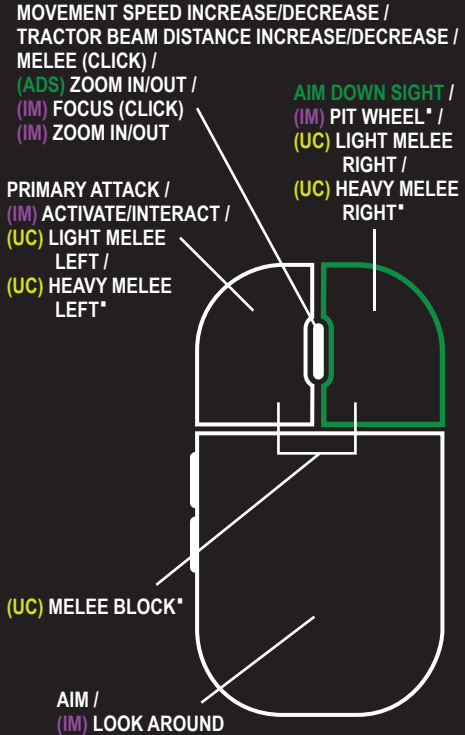 MOVEMENT SPEED INCREASE/DECREASE /
TRACTOR BEAM DISTANCE INCREASE/DECREASE /
MELEE (CLICK) /
(ADS) ZOOM IN/OUT /
(IM) FOCUS (CLICK)
(IM) ZOOM IN/OUT
AIM DOWN SIGHT /
(IM) PIT WHEEL▪ /
(UC) LIGHT MELEE
RIGHT /
(UC) HEAVY MELEE
RIGHT▪
PRIMARY ATTACK /
(IM) ACTIVATE/INTERACT /
(UC) LIGHT MELEE
LEFT /
(UC) HEAVY MELEE
LEFT▪
(UC) MELEE BLOCK▪
AIM /
(IM) LOOK AROUND